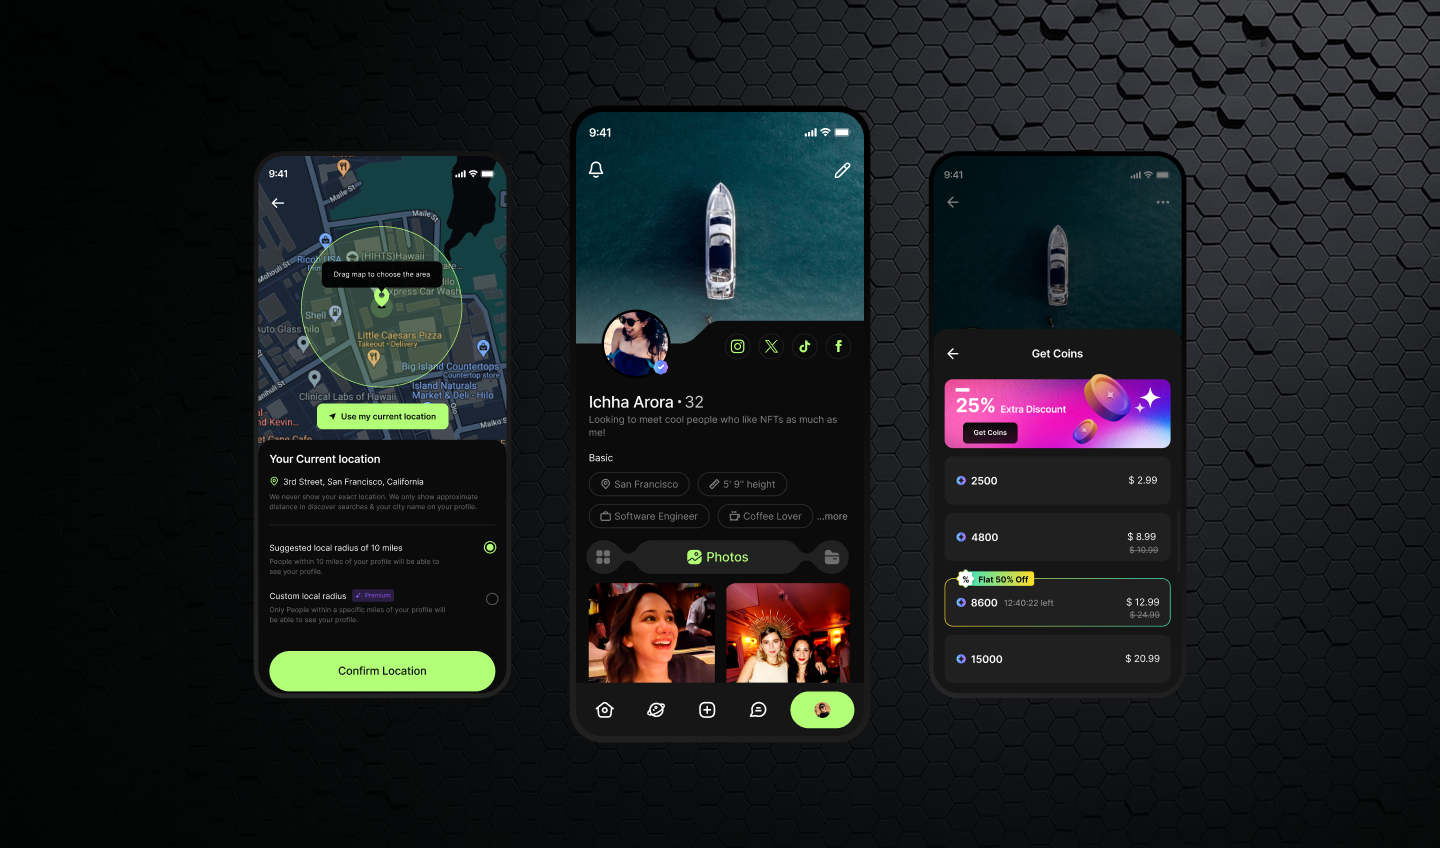 9:41
Maile St
Maile St
Ricoh USA
(HIHTS)Hawaii
Mohouli St
Drag map to choose the area
xpress Car Wash
Shell
uto Glass hilo
Little Caesars Pizza
Takeout • Delivery
Big Island Countertops
Countertop store
Island Naturals
Market & Deli - Hilo
Clinical Labs of Hawaii
nd Kevin...
Use my current location
Your Current location
3rd Street, San Francisco, California
We never show your exact location. We only show approximate
distance in discover searches & your city name on your profile.
Suggested local radius of 10 miles
People within 10 miles of your profile will be able to
see your profile.
Custom local radius
Premium
Only People within a specific miles of your profile will
be able to see your profile.
Confirm Location
9:41
Ichha Arora • 32
Looking to meet cool people who like NFTs as much as
me!
Basic
San Francisco
5' 9" height
Software Engineer
Coffee Lover
...more
Photos
9:41
Get Coins
25% Extra Discount
Get Coins
2500
$ 2.99
4800
$ 8.99
$ 10.99
% Flat 50% Off
8600
12:40:22 left
$ 12.99
$ 24.99
15000
$ 20.99